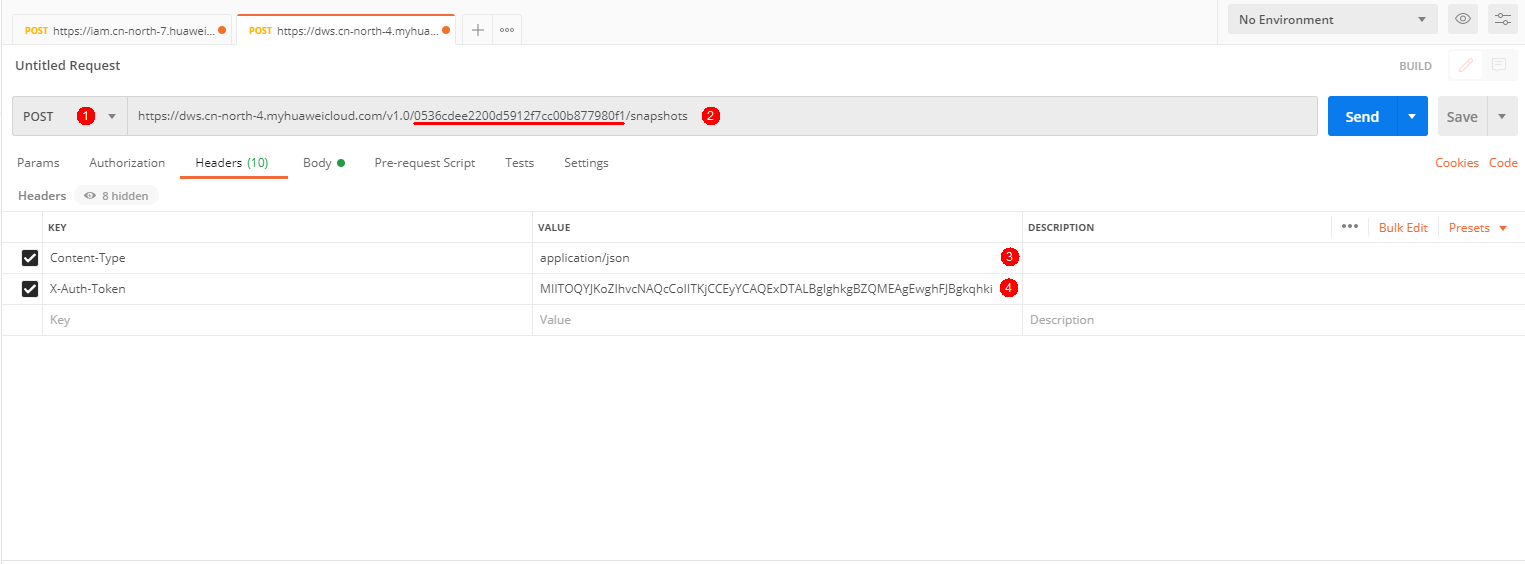 POST https://iam.cn-north-7.huawei... POST https://dws.cn-north-4.myhua... No Environment
Untitled Request BUILD
POST 1 https://dws.cn-north-4.myhuaweicloud.com/v1.0/0536cdee2200d5912f7cc00b877980f1/snapshots 2 Send Save
Params Authorization Headers (10) Body Pre-request Script Tests Settings Cookies Code
Headers 8 hidden
KEY VALUE DESCRIPTION ••• Bulk Edit Presets
Content-Type application/json 3
X-Auth-Token MIITOQYJKoZIhvcNAQcCoIITKjCCEyYCAQExDTALBglghkgBZQMEAgEwghFJBgkqhki 4
Key Value Description